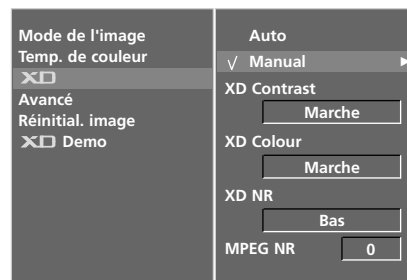 Mode de l'image
Temp. de couleur
XD
Avancé
Réinitial. image
XD Demo
Auto
√ Manual ►
XD Contrast
Marche
XD Colour
Marche
XD NR
Bas
MPEG NR 0